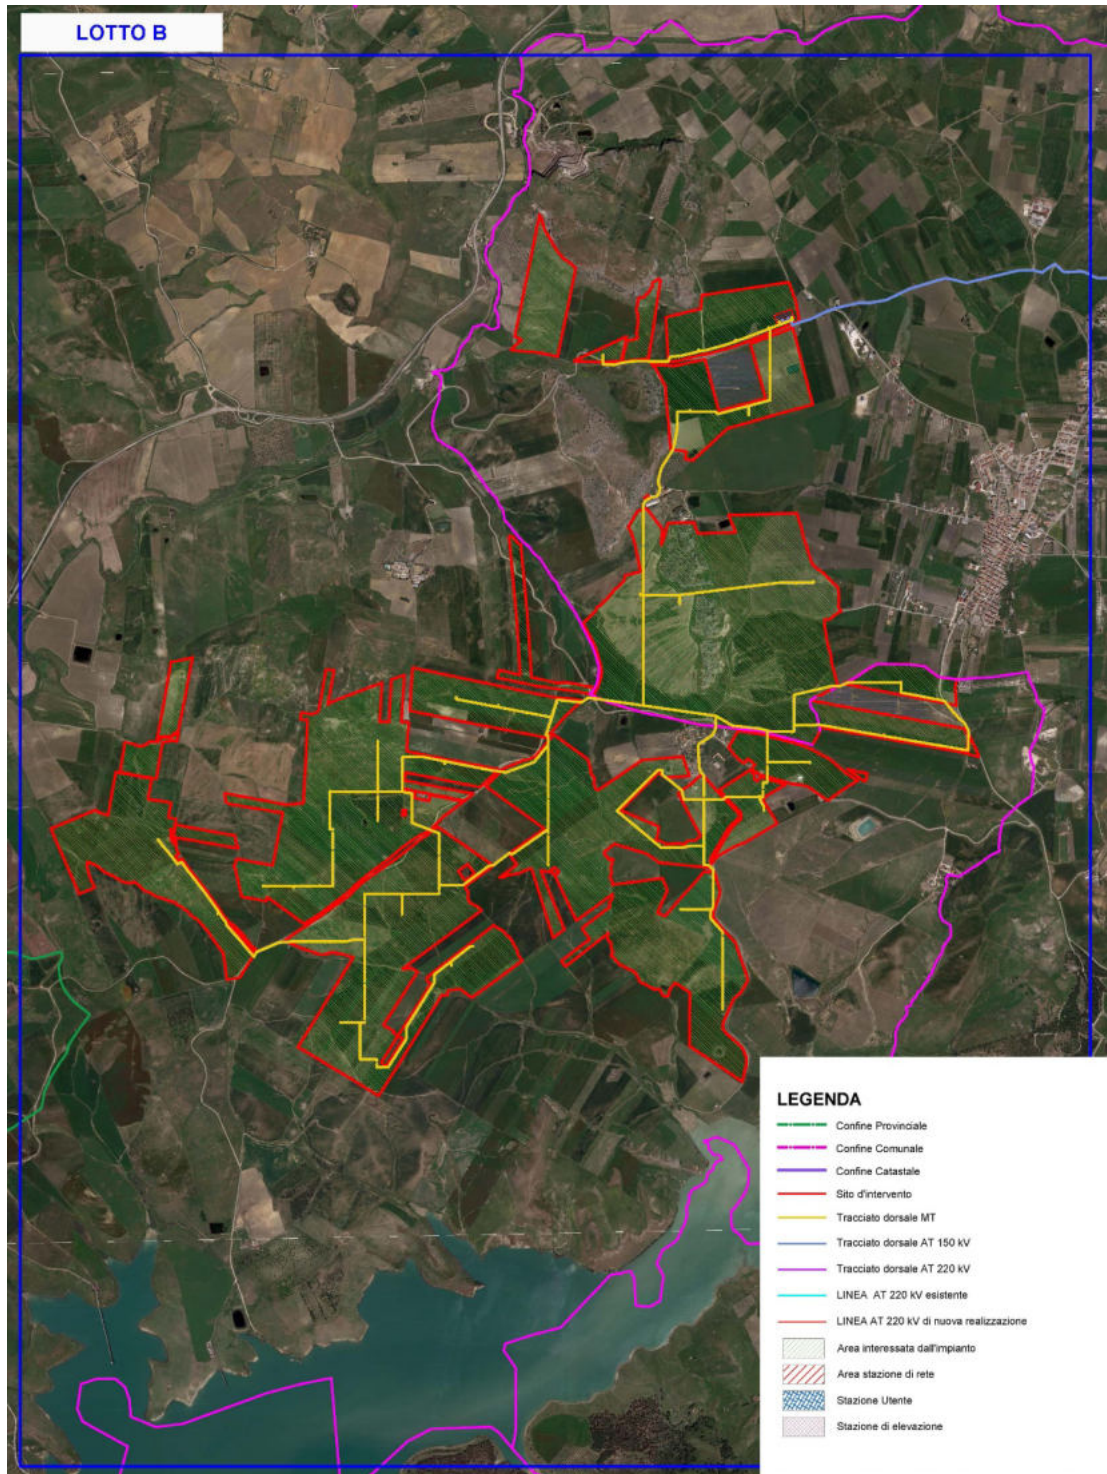 LOTTO B
LEGENDA
Confine Provinciale
Confine Comunale
Confine Catastale
Sito d'intervento
Tracciato dorsale MT
Tracciato dorsale AT 150 kV
Tracciato dorsale AT 220 kV
LINEA AT 220 kV esistente
LINEA AT 220 kV di nuova realizzazione
Area interessata dall'impianto
Area stazione di rete
Stazione Utente
Stazione di elevazione